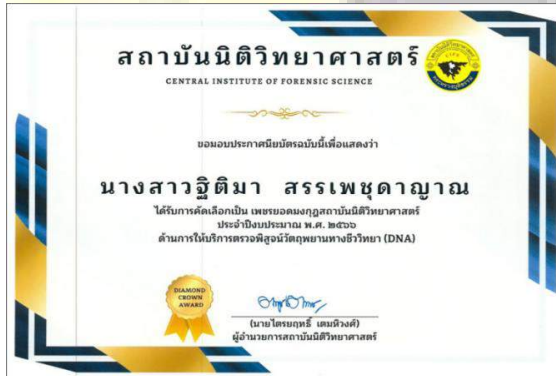 สถาบันนิติวิทยาศาสตร์
CENTRAL INSTITUTE OF FORENSIC SCIENCE
ขอมอบประกาศนียบัตรฉบับนี้เพื่อแสดงว่า
นางสาวฐิติมา สรรเพชุดาญาณ
ได้รับการคัดเลือกเป็น เพชรยอดมงกุฎสถาบันนิติวิทยาศาสตร์
ประจำปีงบประมาณ พ.ศ. ๒๕๖๖
ด้านการให้บริการตรวจพิสูจน์วัตถุพยานทางชีววิทยา (DNA)
DIAMOND
CROWN
AWARD
(นายไตรยฤทธิ์ เตมหิวงศ์)
ผู้อำนวยการสถาบันนิติวิทยาศาสตร์